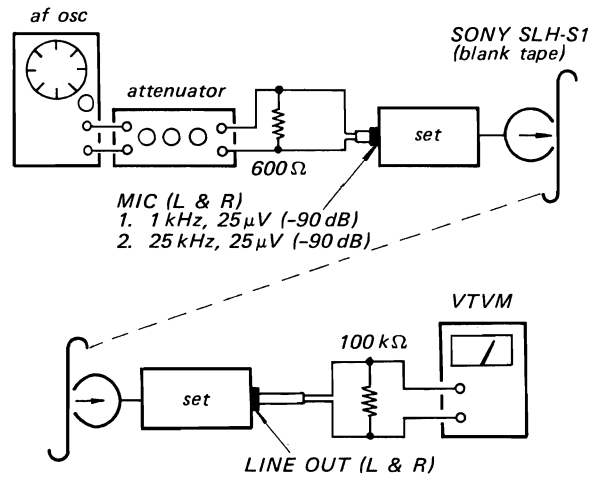 af osc
SONY SLH-S1
(blank tape)
attenuator
set
600Ω
MIC (L & R)
1. 1 kHz, 25 μV (-90 dB)
2. 25 kHz, 25 μV (-90 dB)
VTVM
100 kΩ
set
LINE OUT (L & R)